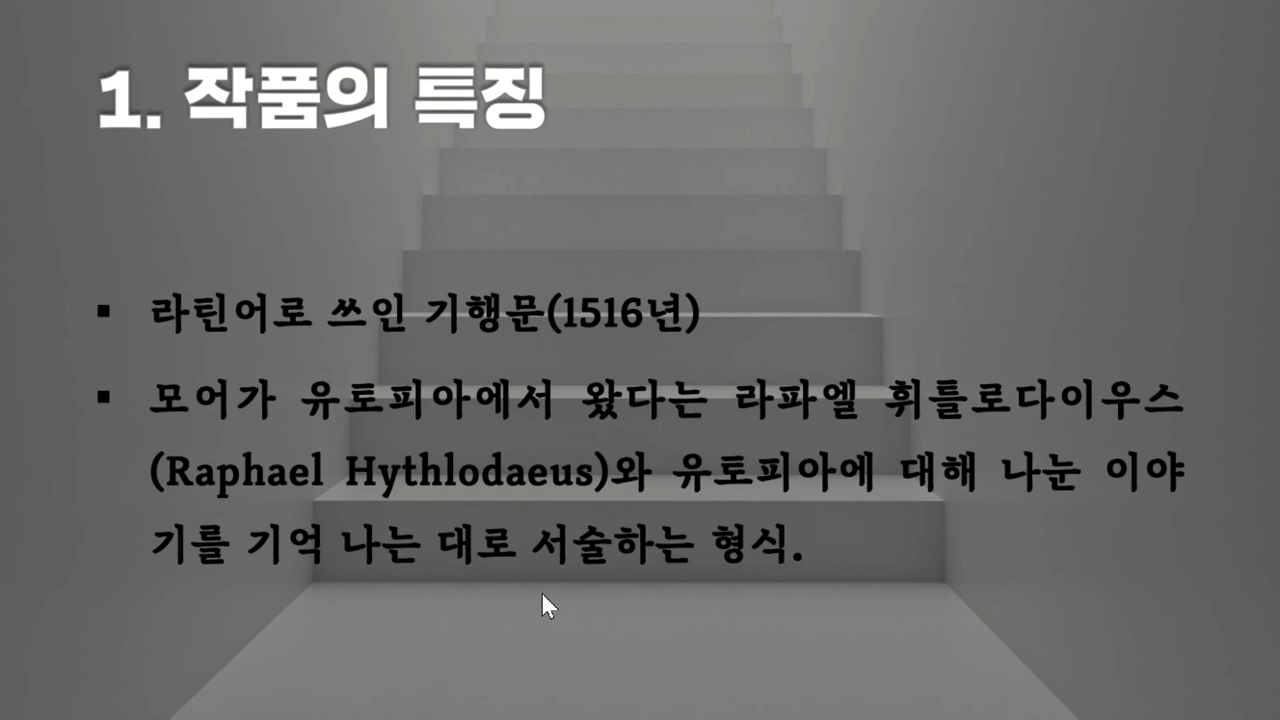 1. 작품의 특징
▪ 라틴어로 쓰인 기행문(1516년)
▪ 모어가 유토피아에서 왔다는 라파엘 휘틀로다이우스
(Raphael Hythlodaeus)와 유토피아에 대해 나눈 이야
기를 기억 나는 대로 서술하는 형식.